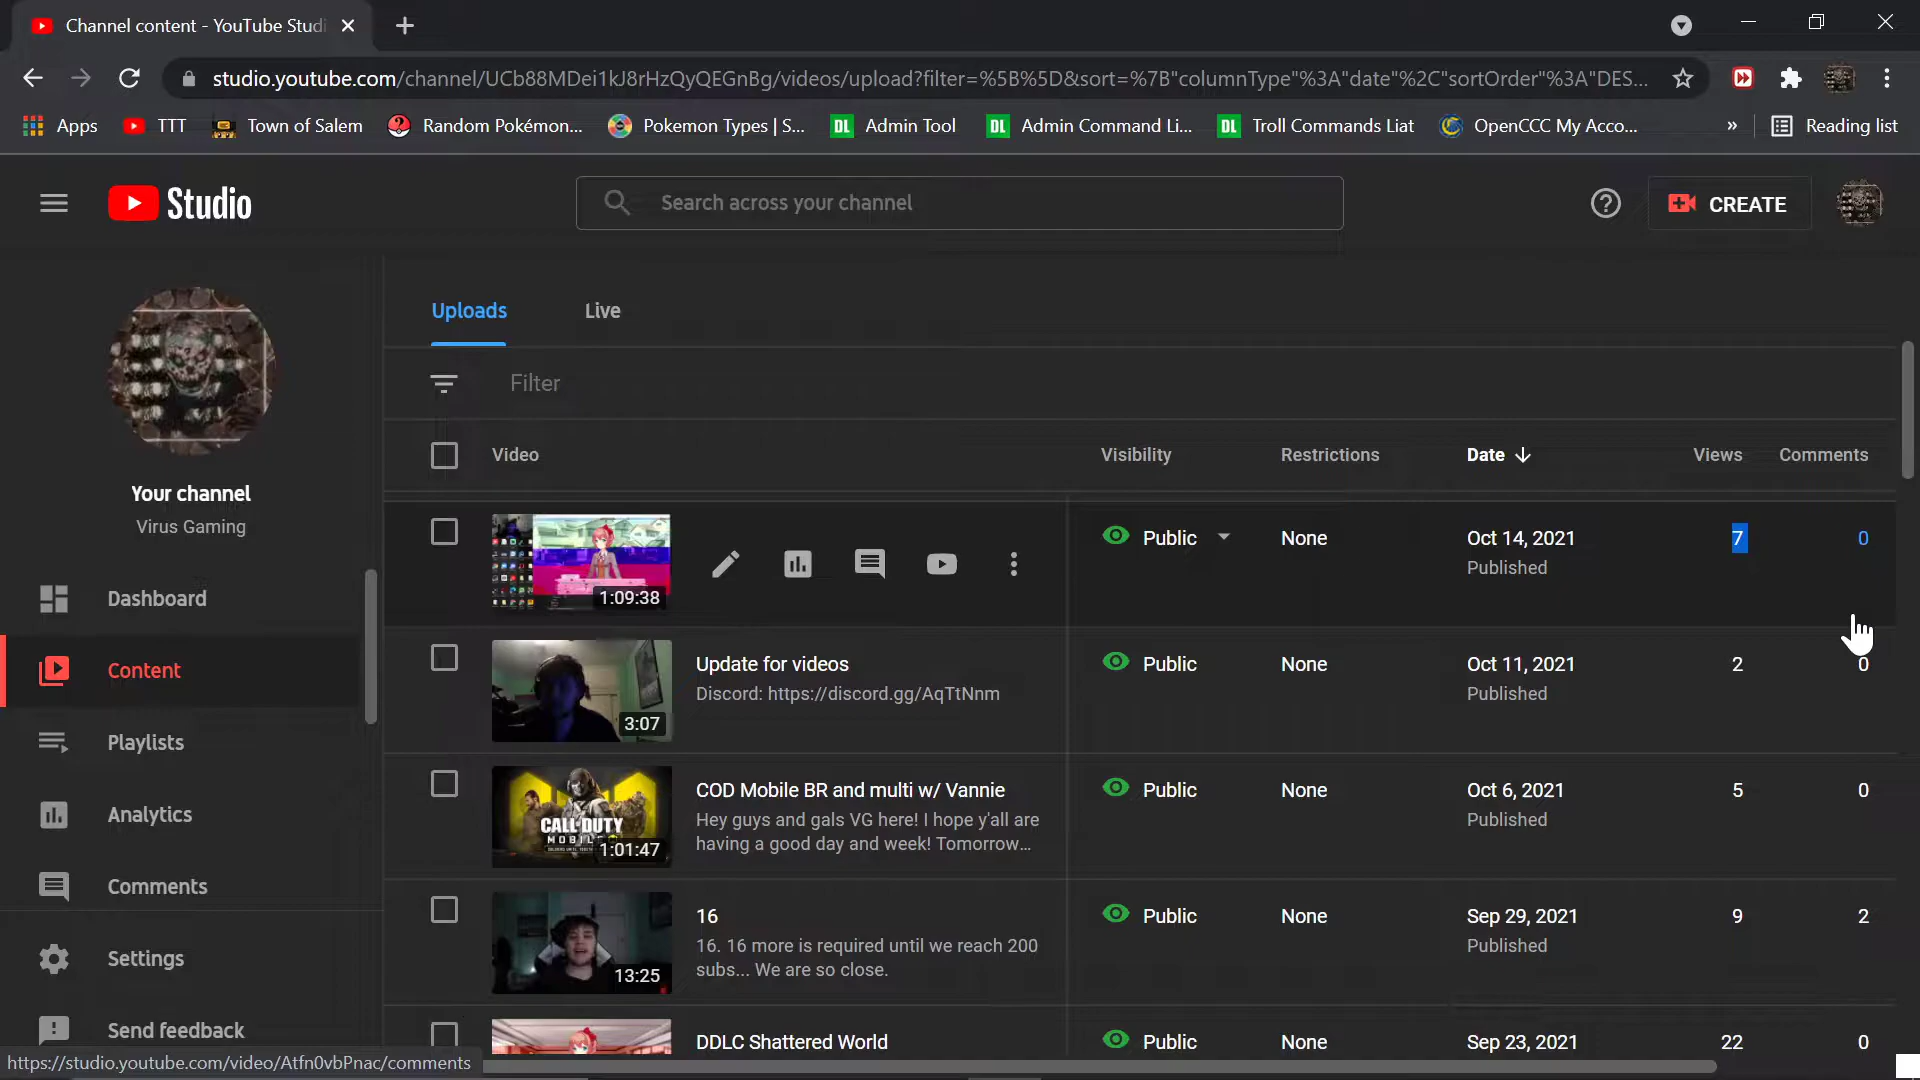 Channel content - YouTube Studi
studio.youtube.com/channel/UCb88MDei1kJ8rHzQyQEGnBg/videos/upload?filter=%5B%5D&sort=%7B"columnType"%3A"date"%2C"sortOrder"%3A"DES...
Apps TTT Town of Salem Random Pokémon... Pokemon Types | S... DL Admin Tool DL Admin Command Li... DL Troll Commands Liat OpenCCC My Acco... » Reading list
Studio
Search across your channel
CREATE
Uploads Live
Filter
Video Visibility Restrictions Date Views Comments
Your channel
Virus Gaming
Dashboard
Content
Playlists
Analytics
Comments
Settings
Send feedback
1:09:38
Public None Oct 14, 2021 7 0
Published
Update for videos Public None Oct 11, 2021 2 0
Discord: https://discord.gg/AqTtNnm Published
3:07
COD Mobile BR and multi w/ Vannie Public None Oct 6, 2021 5 0
Hey guys and gals VG here! I hope y'all are Published
having a good day and week! Tomorrow...
CALL DUTY
MOBILE
1:01:47
16 Public None Sep 29, 2021 9 2
16. 16 more is required until we reach 200 Published
subs... We are so close.
13:25
DDLC Shattered World Public None Sep 23, 2021 22 0
https://studio.youtube.com/video/Atfn0vbPnac/comments